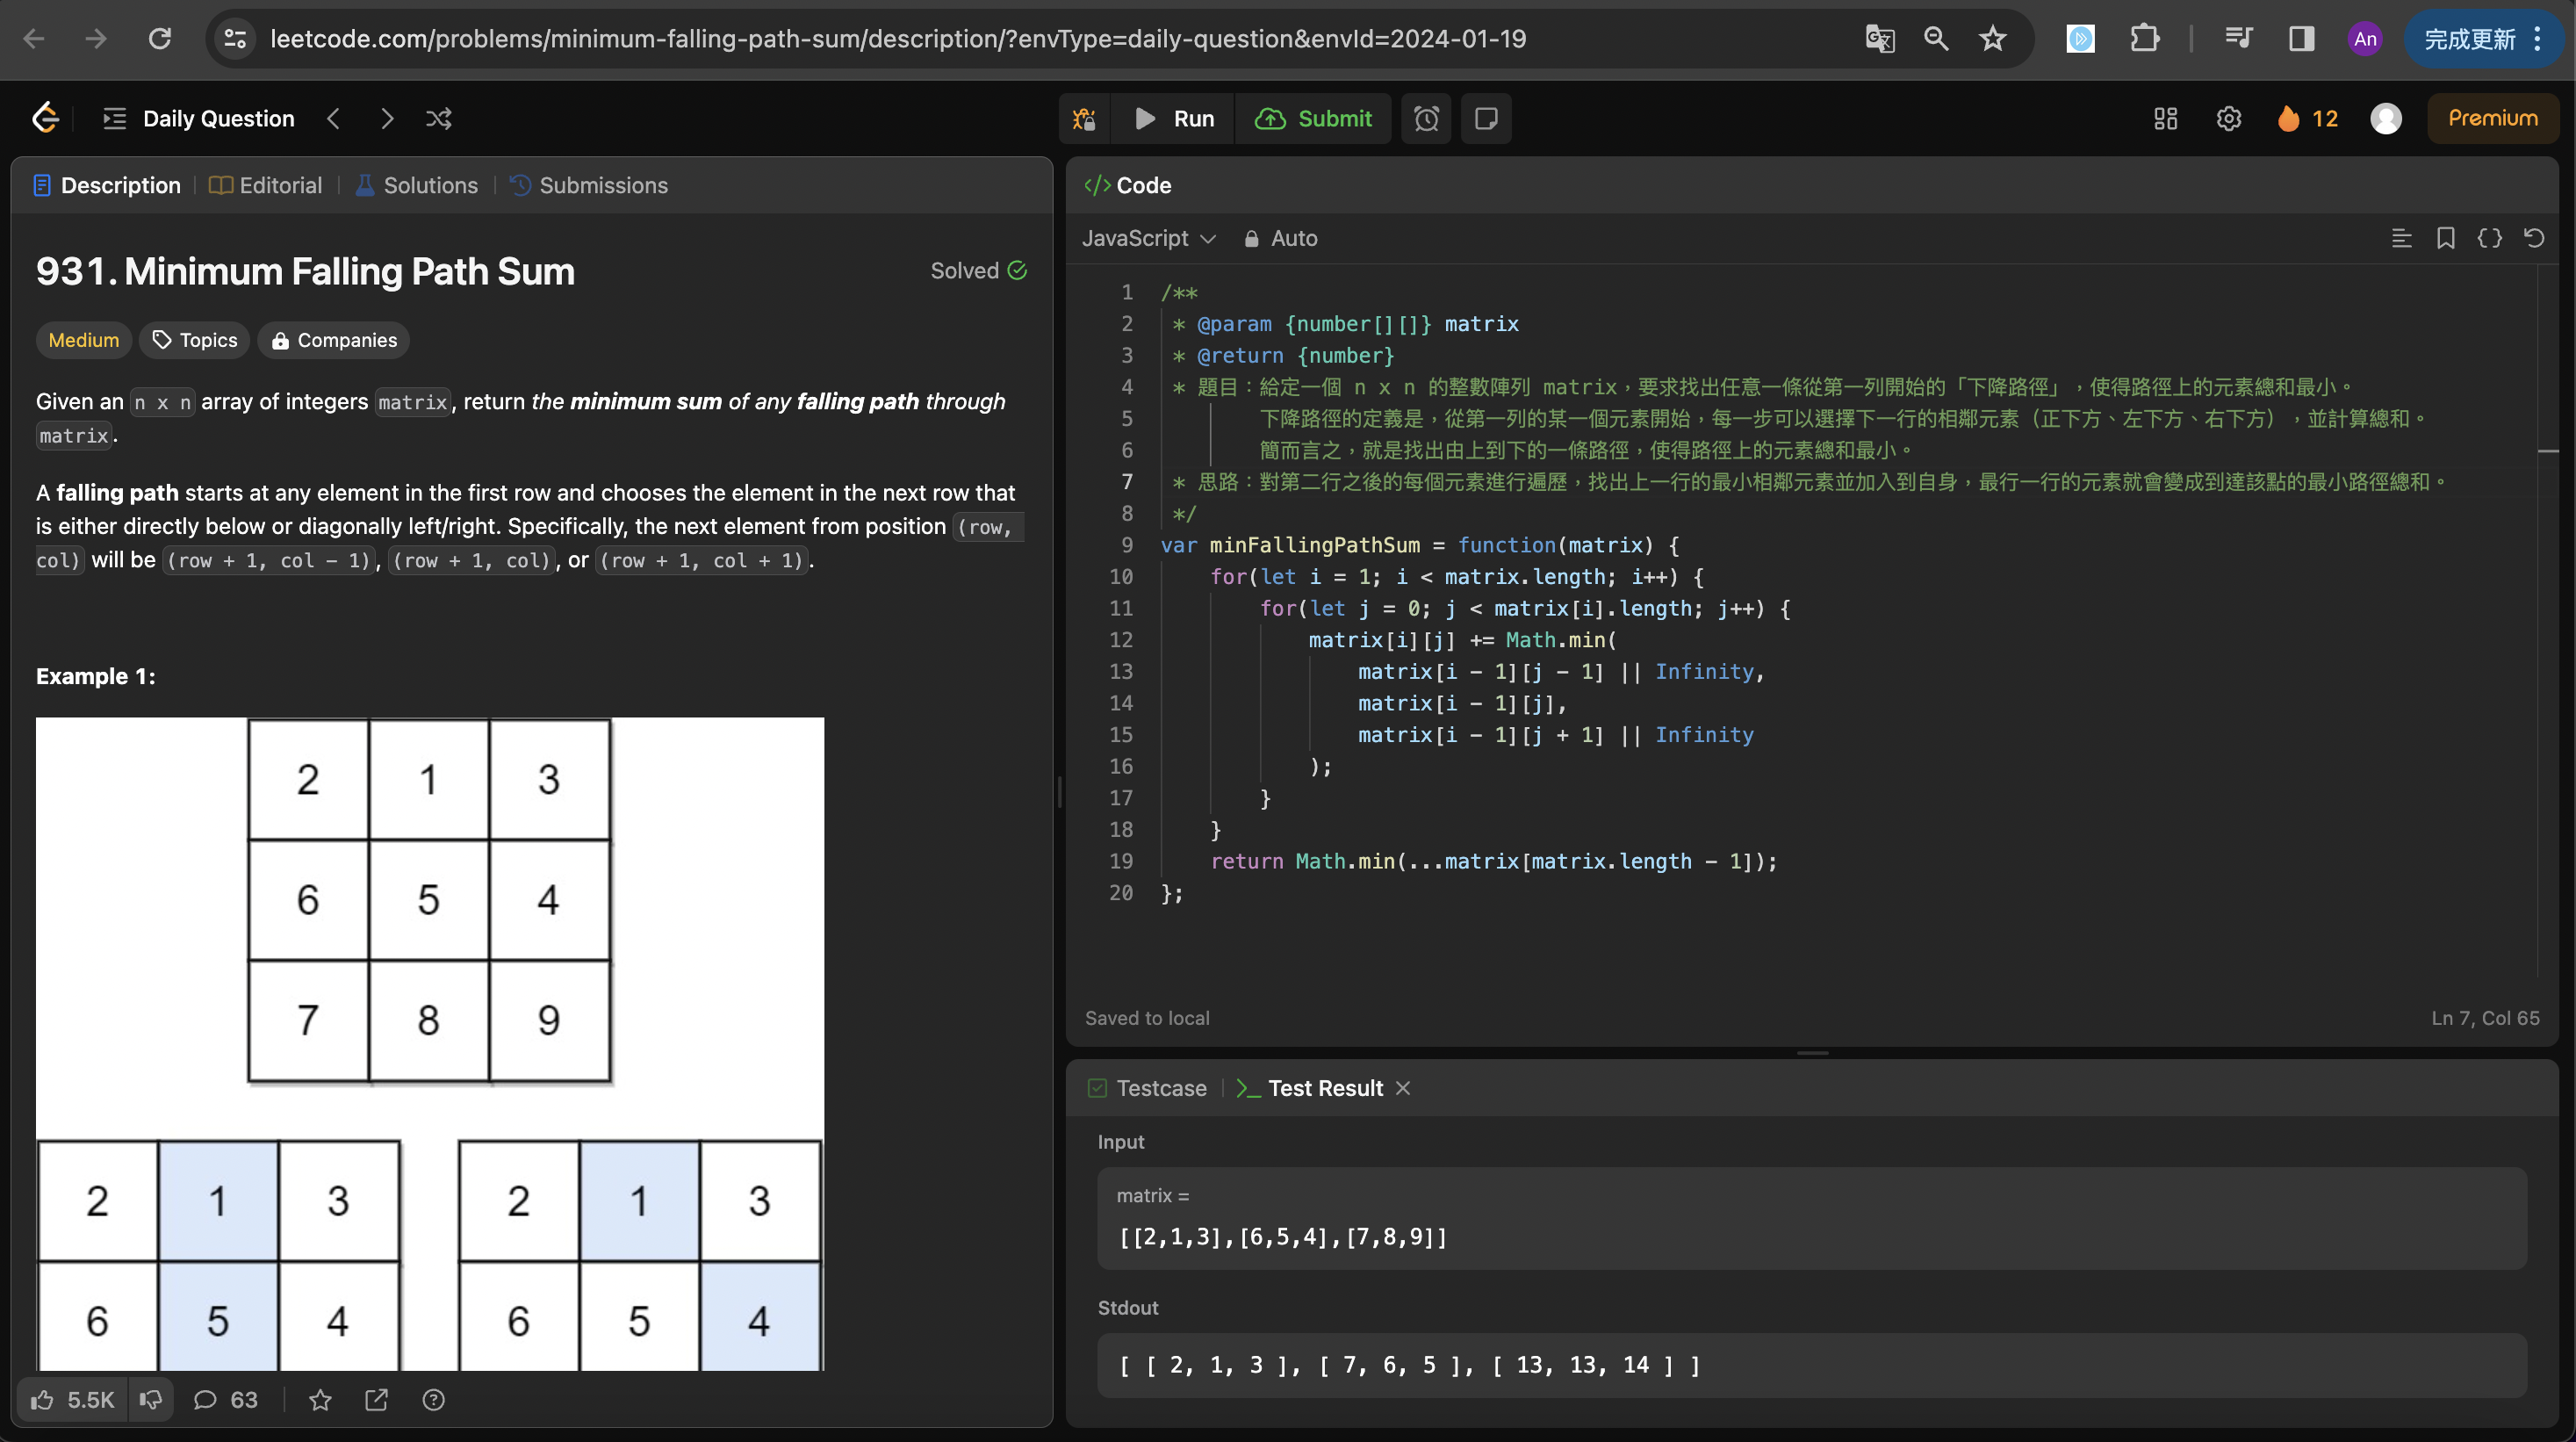 leetcode.com/problems/minimum-falling-path-sum/description/?envType=daily-question&envId=2024-01-19
An
完成更新
Daily Question
Run
Submit
12
Premium
Description
Editorial
Solutions
Submissions
931. Minimum Falling Path Sum
Solved
Medium
Topics
Companies
Given an n x n array of integers matrix, return the minimum sum of any falling path through
matrix.
A falling path starts at any element in the first row and chooses the element in the next row that
is either directly below or diagonally left/right. Specifically, the next element from position (row,
col) will be (row + 1, col - 1), (row + 1, col), or (row + 1, col + 1).
Example 1:
2 1 3
6 5 4
7 8 9
2 1 3 2 1 3
6 5 4 6 5 4
5.5K
63
</> Code
JavaScript
Auto
1 /**
2 * @param {number[][]} matrix
3 * @return {number}
4 * 題目：給定一個 n x n 的整數陣列 matrix，要求找出任意一條從第一列開始的「下降路徑」，使得路徑上的元素總和最小。
5 下降路徑的定義是，從第一列的某一個元素開始，每一步可以選擇下一行的相鄰元素（正下方、左下方、右下方），並計算總和。
6 簡而言之，就是找出由上到下的一條路徑，使得路徑上的元素總和最小。
7 * 思路：對第二行之後的每個元素進行遍歷，找出上一行的最小相鄰元素並加入到自身，最行一行的元素就會變成到達該點的最小路徑總和。
8 */
9 var minFallingPathSum = function(matrix) {
10 for(let i = 1; i < matrix.length; i++) {
11 for(let j = 0; j < matrix[i].length; j++) {
12 matrix[i][j] += Math.min(
13 matrix[i - 1][j - 1] || Infinity,
14 matrix[i - 1][j],
15 matrix[i - 1][j + 1] || Infinity
16 );
17 }
18 }
19 return Math.min(...matrix[matrix.length - 1]);
20 };
Saved to local
Ln 7, Col 65
Testcase
Test Result
Input
matrix =
[[2,1,3],[6,5,4],[7,8,9]]
Stdout
[ [ 2, 1, 3 ], [ 7, 6, 5 ], [ 13, 13, 14 ] ]